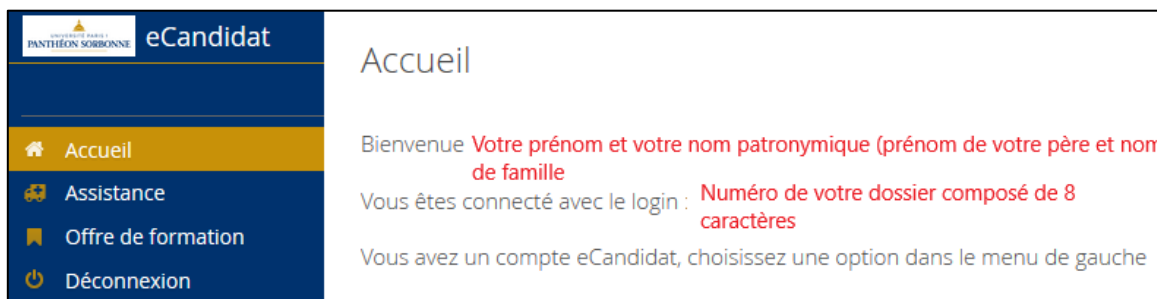 UNIVERSITÉ PARIS 1
PANTHÉON SORBONNE
eCandidat
Accueil
Assistance
Offre de formation
Déconnexion
Accueil
Bienvenue Votre prénom et votre nom patronymique (prénom de votre père et nom
de famille
Vous êtes connecté avec le login : Numéro de votre dossier composé de 8
caractères
Vous avez un compte eCandidat, choisissez une option dans le menu de gauche